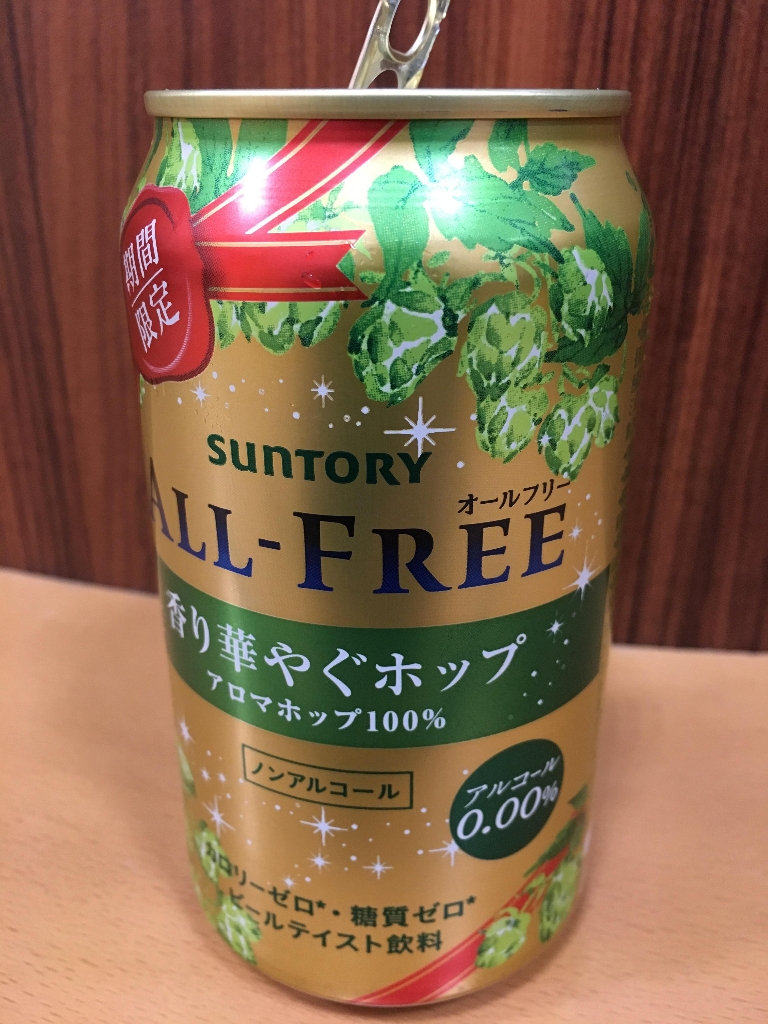 期間
限定
SUNTORY
オールフリー
ALL-FREE
香り華やぐホップ
アロマホップ100%
ノンアルコール
アルコール
0.00%
カロリーゼロ*・糖質ゼロ*
ビールテイスト飲料